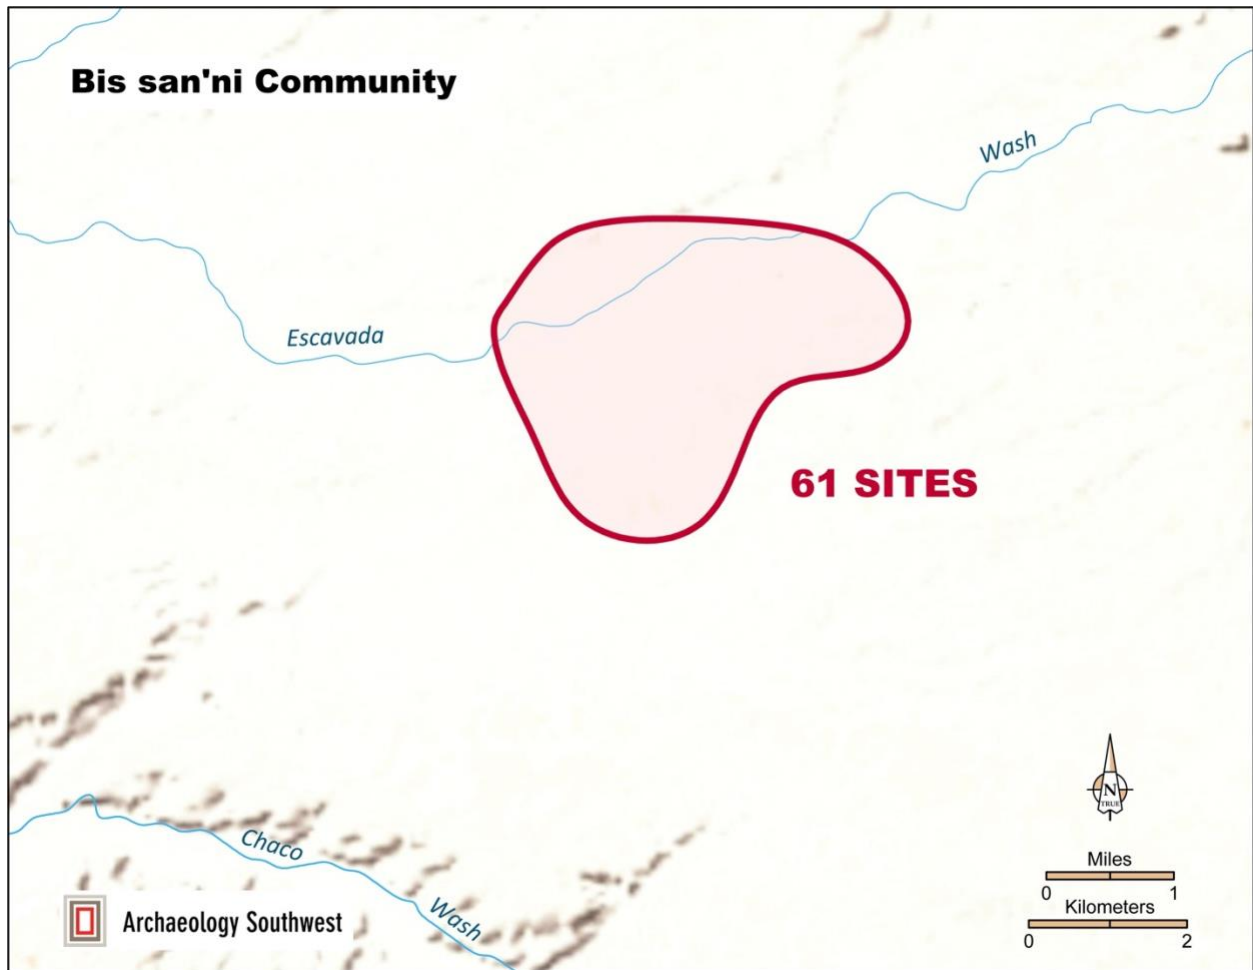 Bis san'ni Community
Wash
Escavada
61 SITES
Chaco
Wash
N
TRUE
Miles
0 1
Kilometers
0 2
Archaeology Southwest